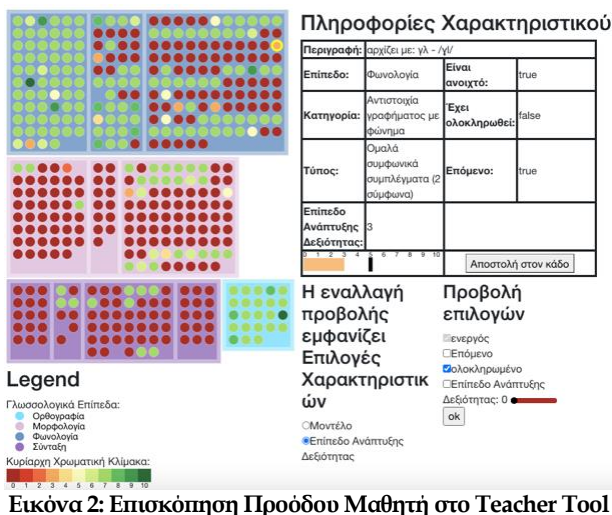 Πληροφορίες Χαρακτηριστικού
Περιγραφή: αρχίζει με: γλ - /γl/
Επίπεδο: Φωνολογία Είναι ανοιχτό: true
Κατηγορία: Αντιστοιχία γραφήματος με φώνημα Έχει ολοκληρωθεί: false
Τύπος: Ομαλά συμφωνικά συμπλέγματα (2 σύμφωνα) Επόμενο: true
Επίπεδο Ανάπτυξης Δεξιότητας: 3
0 1 2 3 4 5 6 7 8 9 10
Αποστολή στον κάδο
Η εναλλαγή
προβολής
εμφανίζει
Επιλογές
Χαρακτηριστικ
ών
Μοντέλο
Επίπεδο Ανάπτυξης
Δεξιότητας
Προβολή
επιλογών
ενεργός
Επόμενο
ολοκληρωμένο
Επίπεδο Ανάπτυξης
Δεξιότητας: 0
ok
Legend
Γλωσσολογικά Επίπεδα:
Ορθογραφία
Μορφολογία
Φωνολογία
Σύνταξη
Κυρίαρχη Χρωματική Κλίμακα:
0 1 2 3 4 5 6 7 8 9 10
Εικόνα 2: Επισκόπηση Προόδου Μαθητή στο Teacher Tool